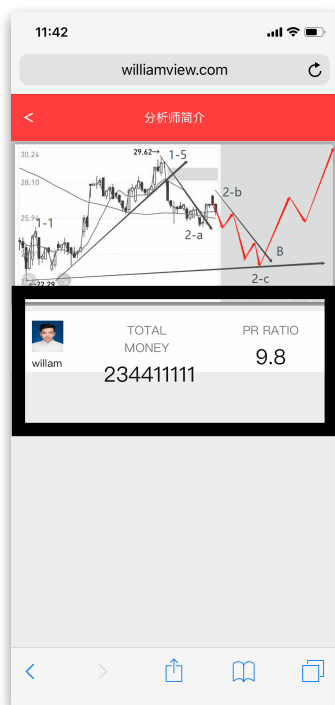 11:42
williamview.com
<
分析师简介
30.24
29.62→
1-5
28.10
2-b
25.94
1-1
2-a
B
2-c
←22.29
TOTAL
MONEY
PR RATIO
234411111
9.8
willam